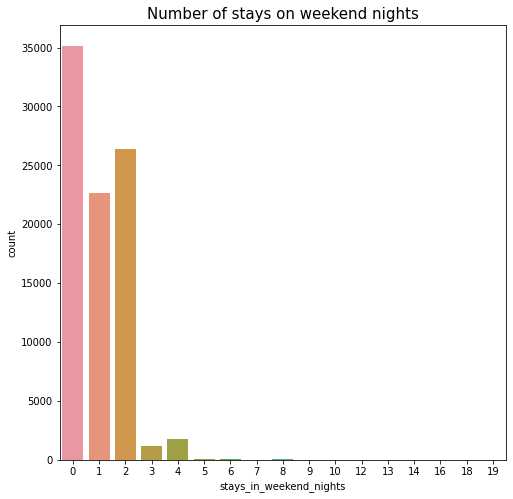 Number of stays on weekend nights
35000
30000
25000
20000
15000
10000
5000
0
count
0 1 2 3 4 5 6 7 8 9 10 12 13 14 16 18 19
stays_in_weekend_nights